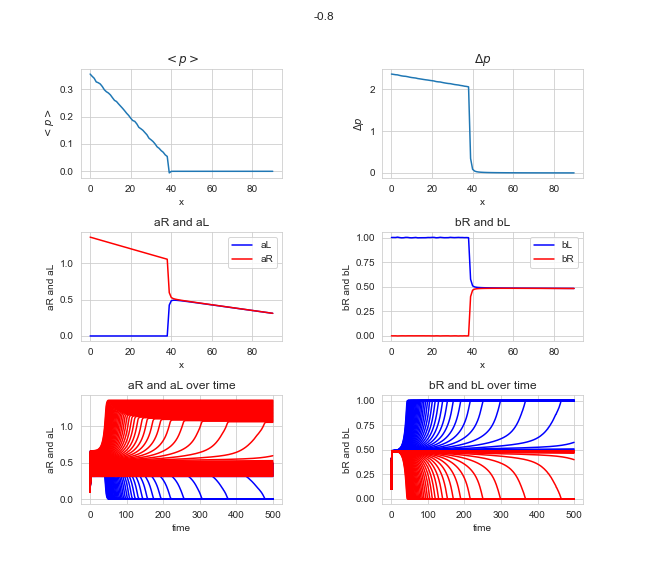 -0.8
< p >
Δp
< p >
0.3
0.2
0.1
0.0
0 20 40 60 80
x
Δp
2
1
0
0 20 40 60 80
x
aR and aL
bR and bL
aR and aL
1.0
0.5
0.0
aL
aR
0 20 40 60 80
x
bR and bL
1.00
0.75
0.50
0.25
0.00
bL
bR
0 20 40 60 80
x
aR and aL over time
bR and bL over time
aR and aL
1.0
0.5
0.0
0 100 200 300 400 500
time
bR and bL
1.00
0.75
0.50
0.25
0.00
0 100 200 300 400 500
time